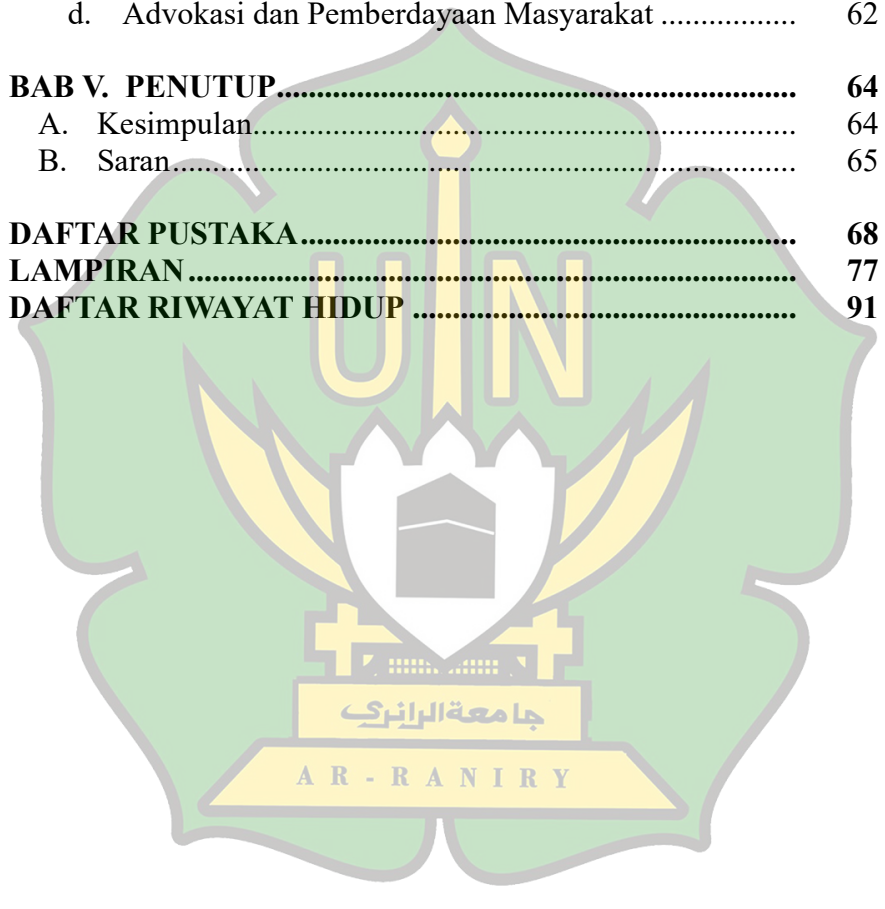 d. Advokasi dan Pemberdayaan Masyarakat ................ 62
BAB V. PENUTUP................................................................. 64
A. Kesimpulan.................................................................... 64
B. Saran.............................................................................. 65
DAFTAR PUSTAKA.............................................................. 68
LAMPIRAN............................................................................ 77
DAFTAR RIWAYAT HIDUP ................................................ 91
UIN
جامعة الرانري
AR-RANIRY